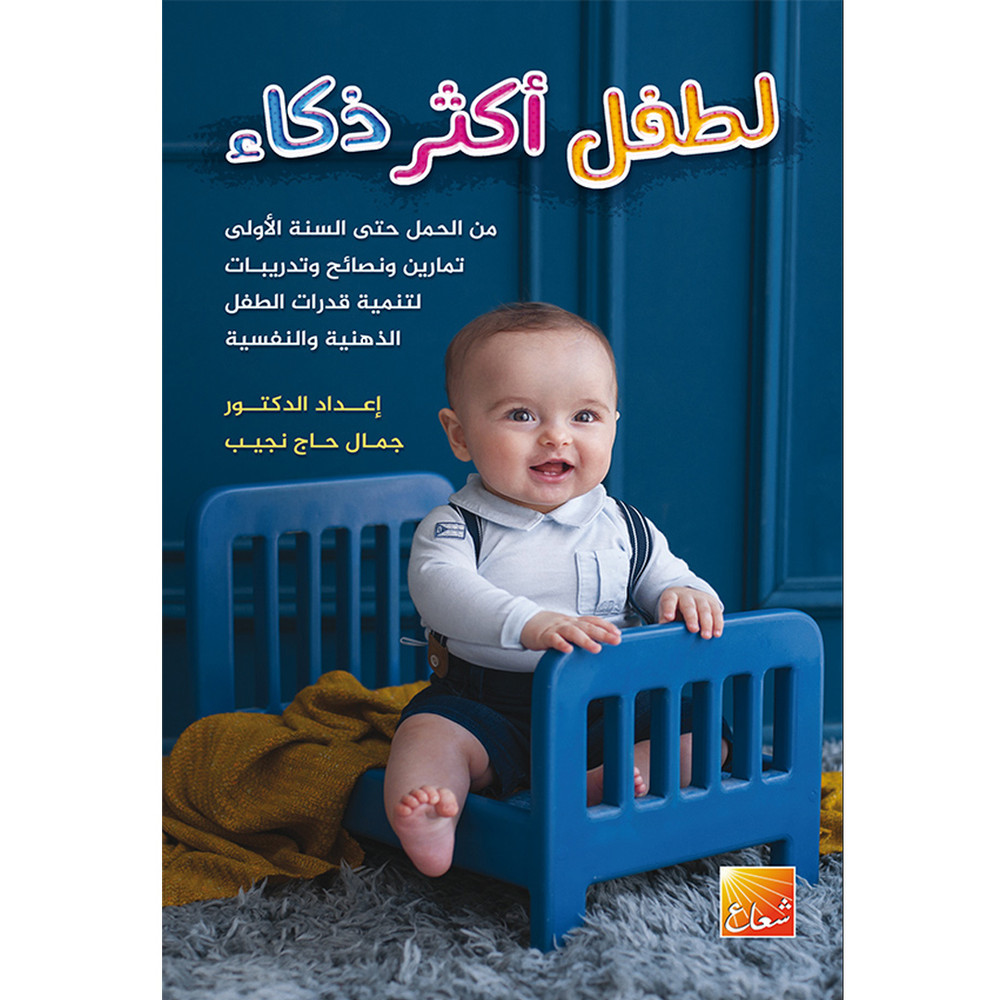 لطفل أكثر ذكاء
من الحمل حتى السنة الأولى
تمارين ونصائح وتدريبات
لتنمية قدرات الطفل
الذهنية والنفسية
إعداد الدكتور
جمال حاج نجيب
شعاع